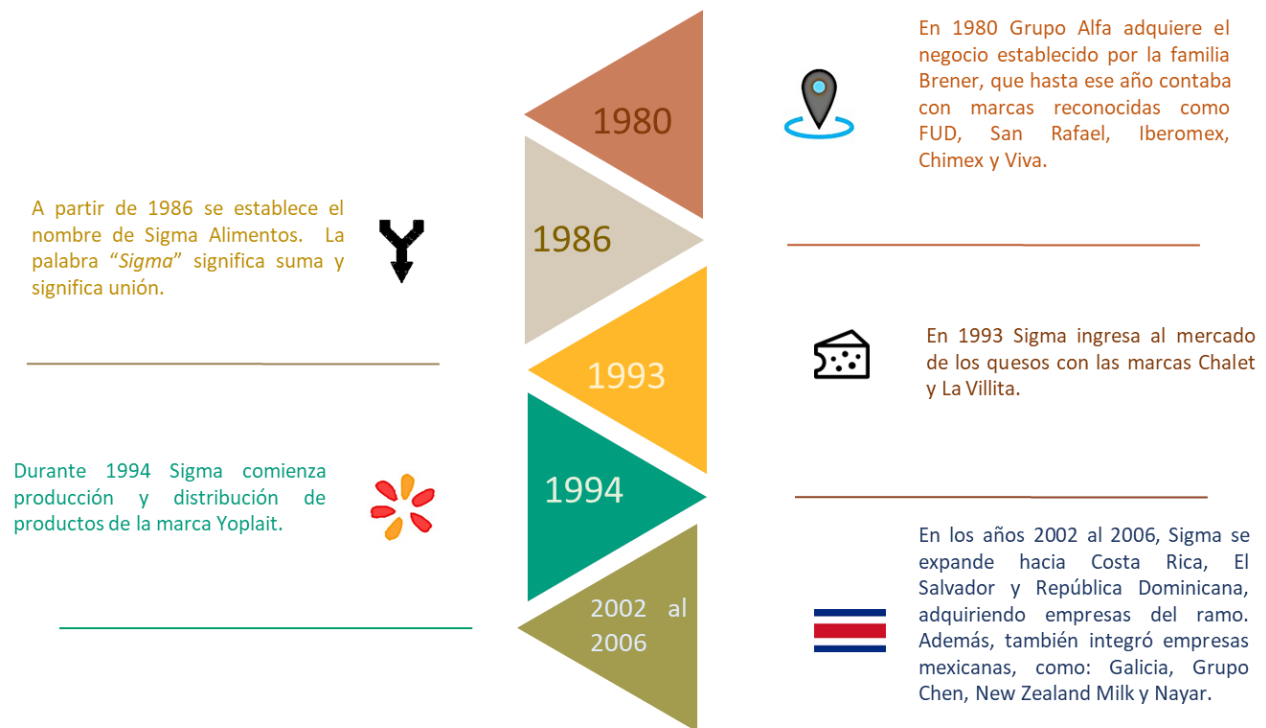 1980
En 1980 Grupo Alfa adquiere el
negocio establecido por la familia
Brener, que hasta ese año contaba
con marcas reconocidas como
FUD, San Rafael, Iberomex,
Chimex y Viva.
1986
A partir de 1986 se establece el
nombre de Sigma Alimentos. La
palabra “Sigma” significa suma y
significa unión.
1993
En 1993 Sigma ingresa al mercado
de los quesos con las marcas Chalet
y La Villita.
1994
Durante 1994 Sigma comienza
producción y distribución de
productos de la marca Yoplait.
2002 al
2006
En los años 2002 al 2006, Sigma se
expande hacia Costa Rica, El
Salvador y República Dominicana,
adquiriendo empresas del ramo.
Además, también integró empresas
mexicanas, como: Galicia, Grupo
Chen, New Zealand Milk y Nayar.